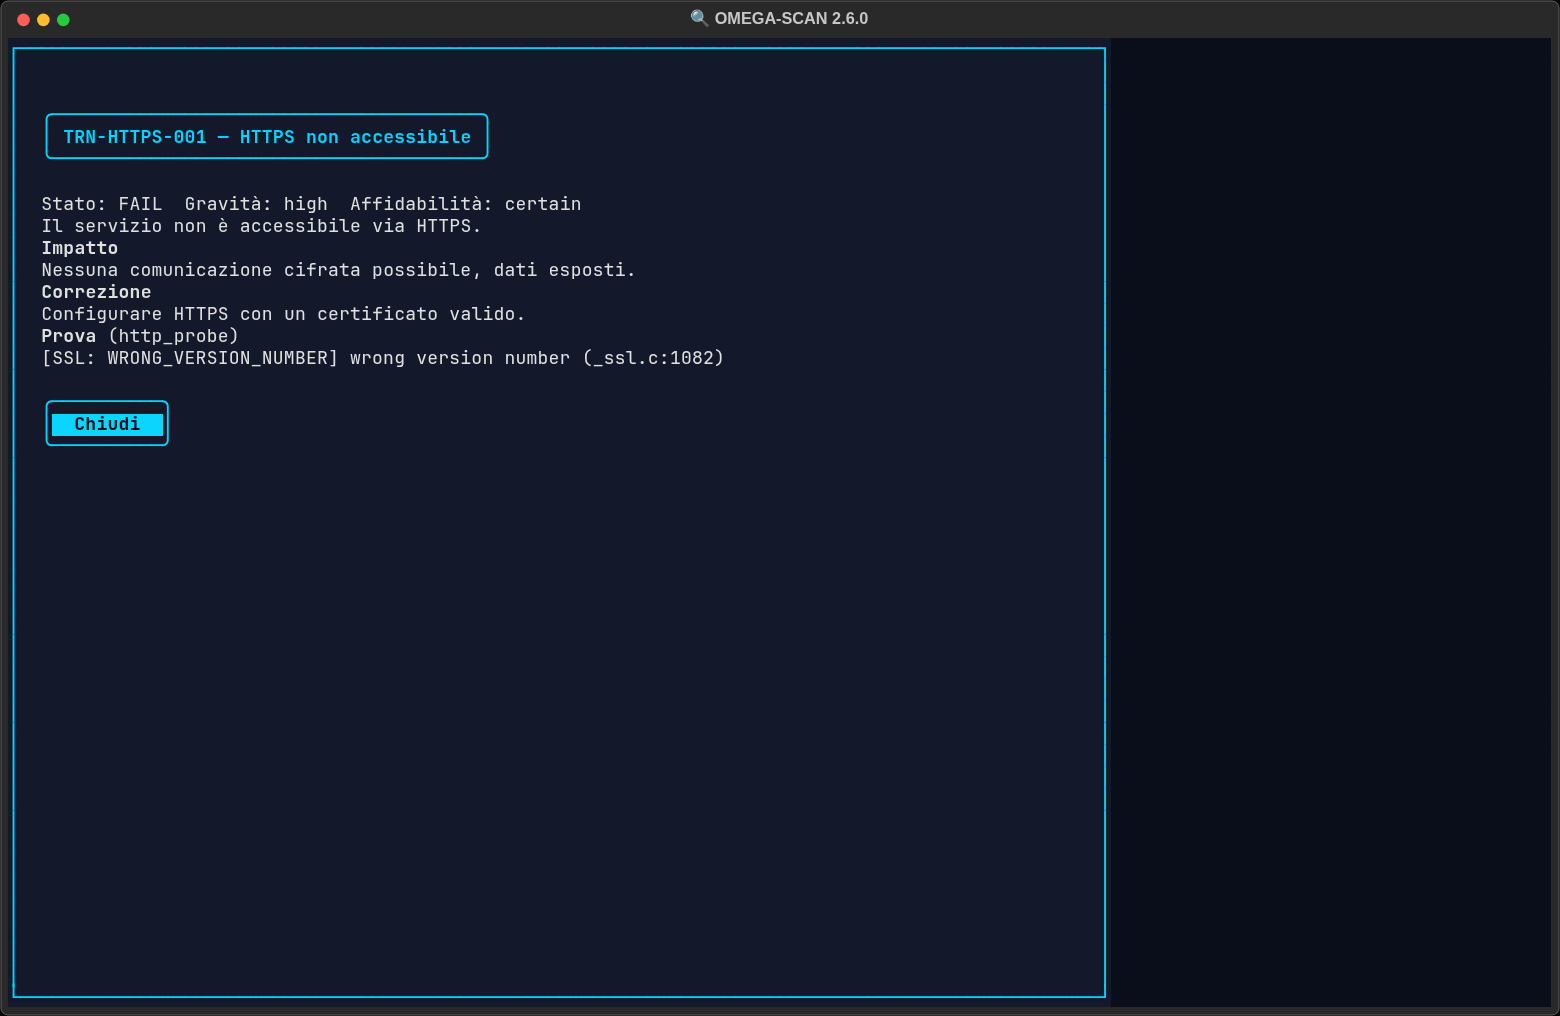 🔍 OMEGA-SCAN 2.6.0
TRN-HTTPS-001 — HTTPS non accessibile
Stato: FAIL  Gravità: high  Affidabilità: certain
Il servizio non è accessibile via HTTPS.
Impatto
Nessuna comunicazione cifrata possibile, dati esposti.
Correzione
Configurare HTTPS con un certificato valido.
Prova (http_probe)
[SSL: WRONG_VERSION_NUMBER] wrong version number (_ssl.c:1082)
Chiudi